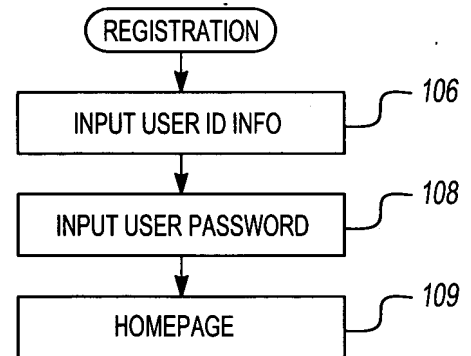 REGISTRATION
INPUT USER ID INFO
106
INPUT USER PASSWORD
108
HOMEPAGE
109